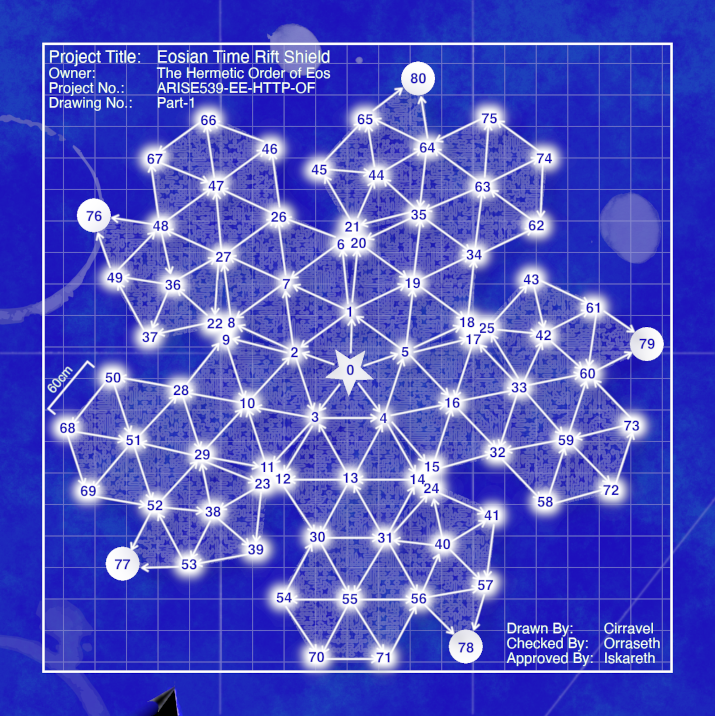 Project Title: Eosian Time Rift Shield
Owner: The Hermetic Order of Eos
Project No.: ARISE539-EE-HTTP-OF
Drawing No.: Part-1
80
66 65 75
67 46 64 74
45 44
47 63
76 48 26 21 35 62
6 20
27 34
49 36 7 19 43
1 61
37 22 8 18 25 42
9 17 79
2 5
0
60cm
50 28 33 60
10 16
68 3 4 73
51 29 59
32
11 15
69 23 12 13 14 24 72
52 38 58
41
30 31 40
39
77 53
57
54 55 56
78
70 71
Drawn By: Cirravel
Checked By: Orraseth
Approved By: Iskareth